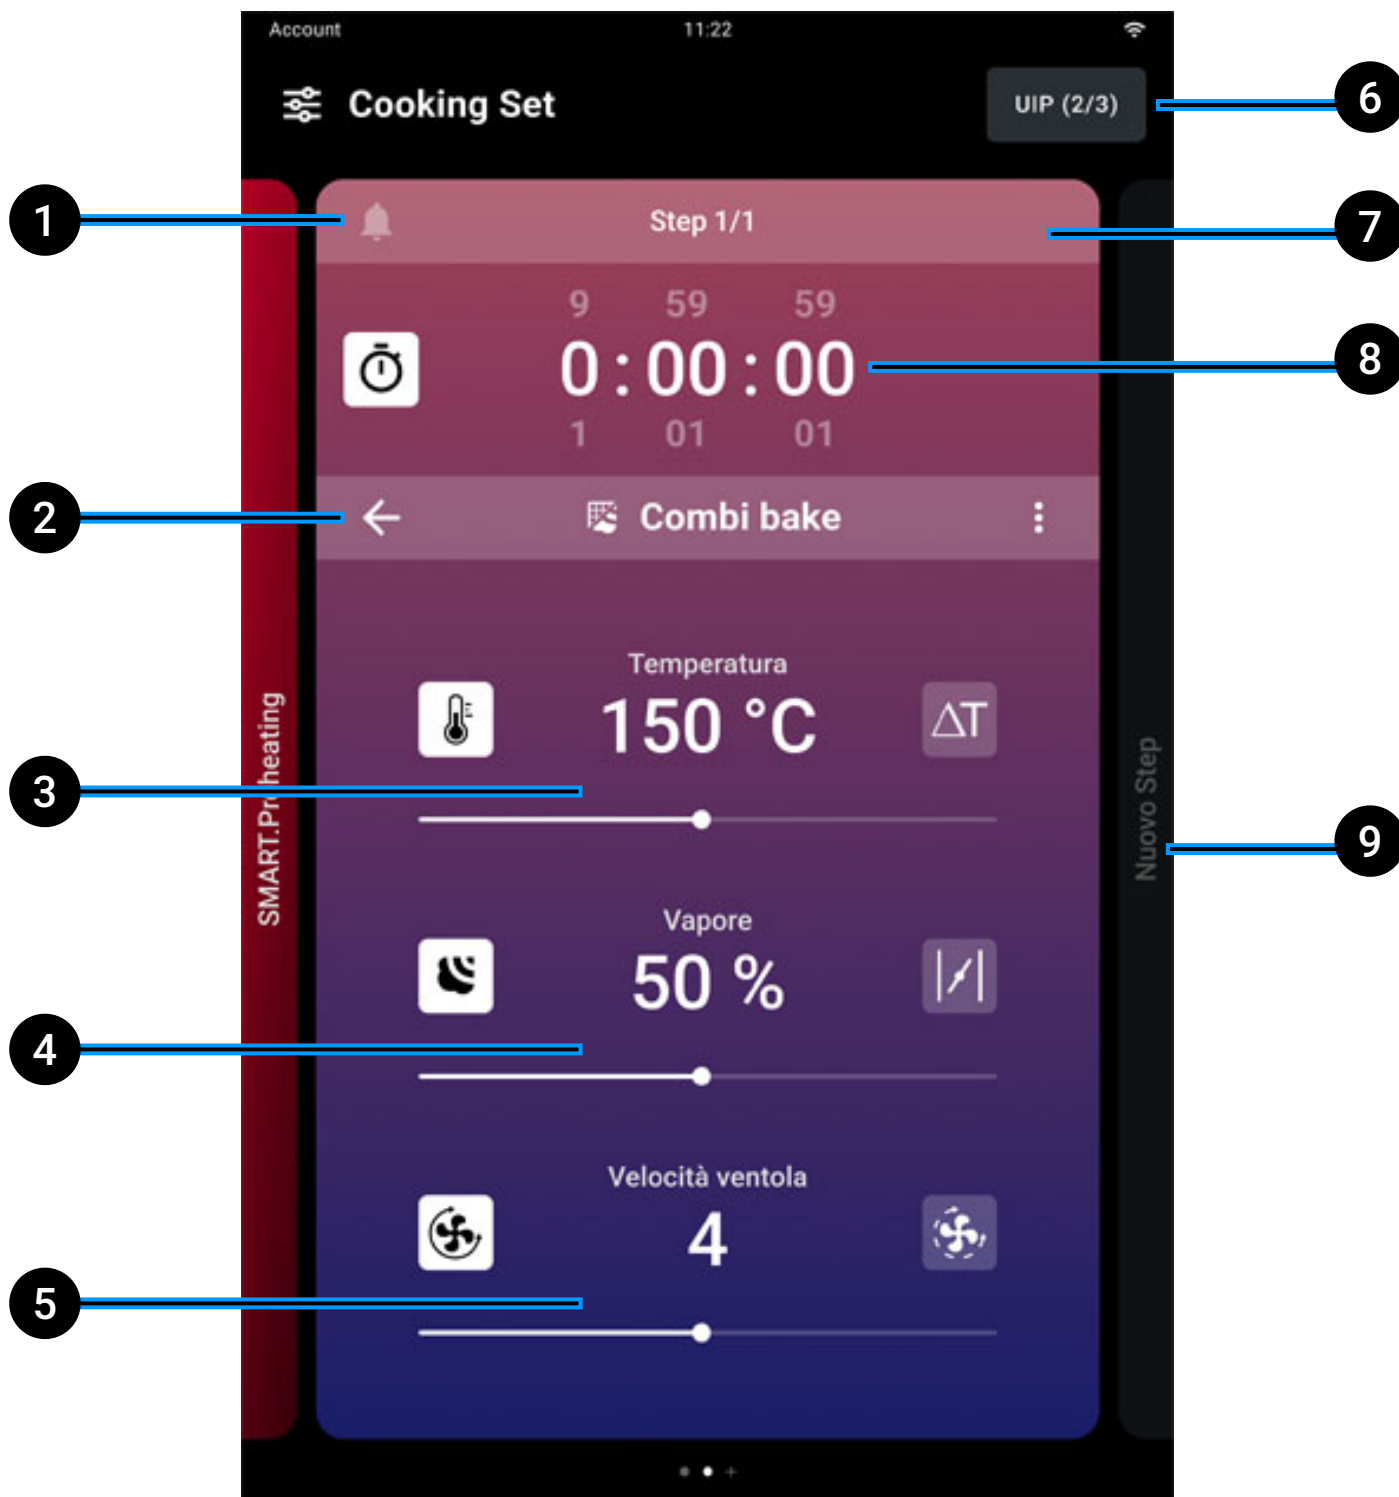 Account 11:22
Cooking Set UIP (2/3)
6
1
Step 1/1
7
9 59 59
0 : 00 : 00
8
1 01 01
2
Combi bake
Temperatura
150 °C
ΔT
3
SMART.Preheating
Nuovo Step
9
Vapore
50 %
4
Velocità ventola
4
5